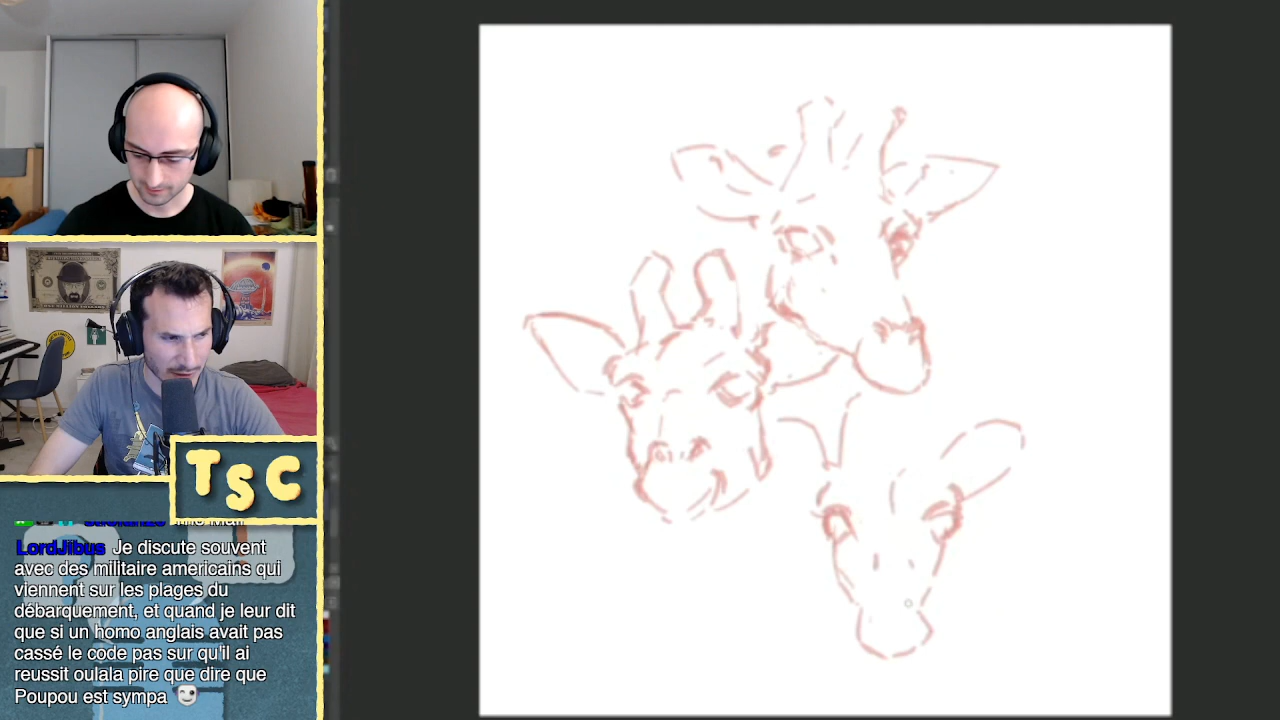 TSC
LordJibus Je discute souvent
avec des militaire americains qui
viennent sur les plages du
débarquement, et quand je leur dit
que si un homo anglais avait pas
cassé le code pas sur qu'il ai
reussit oulala pire que dire que
Poupou est sympa